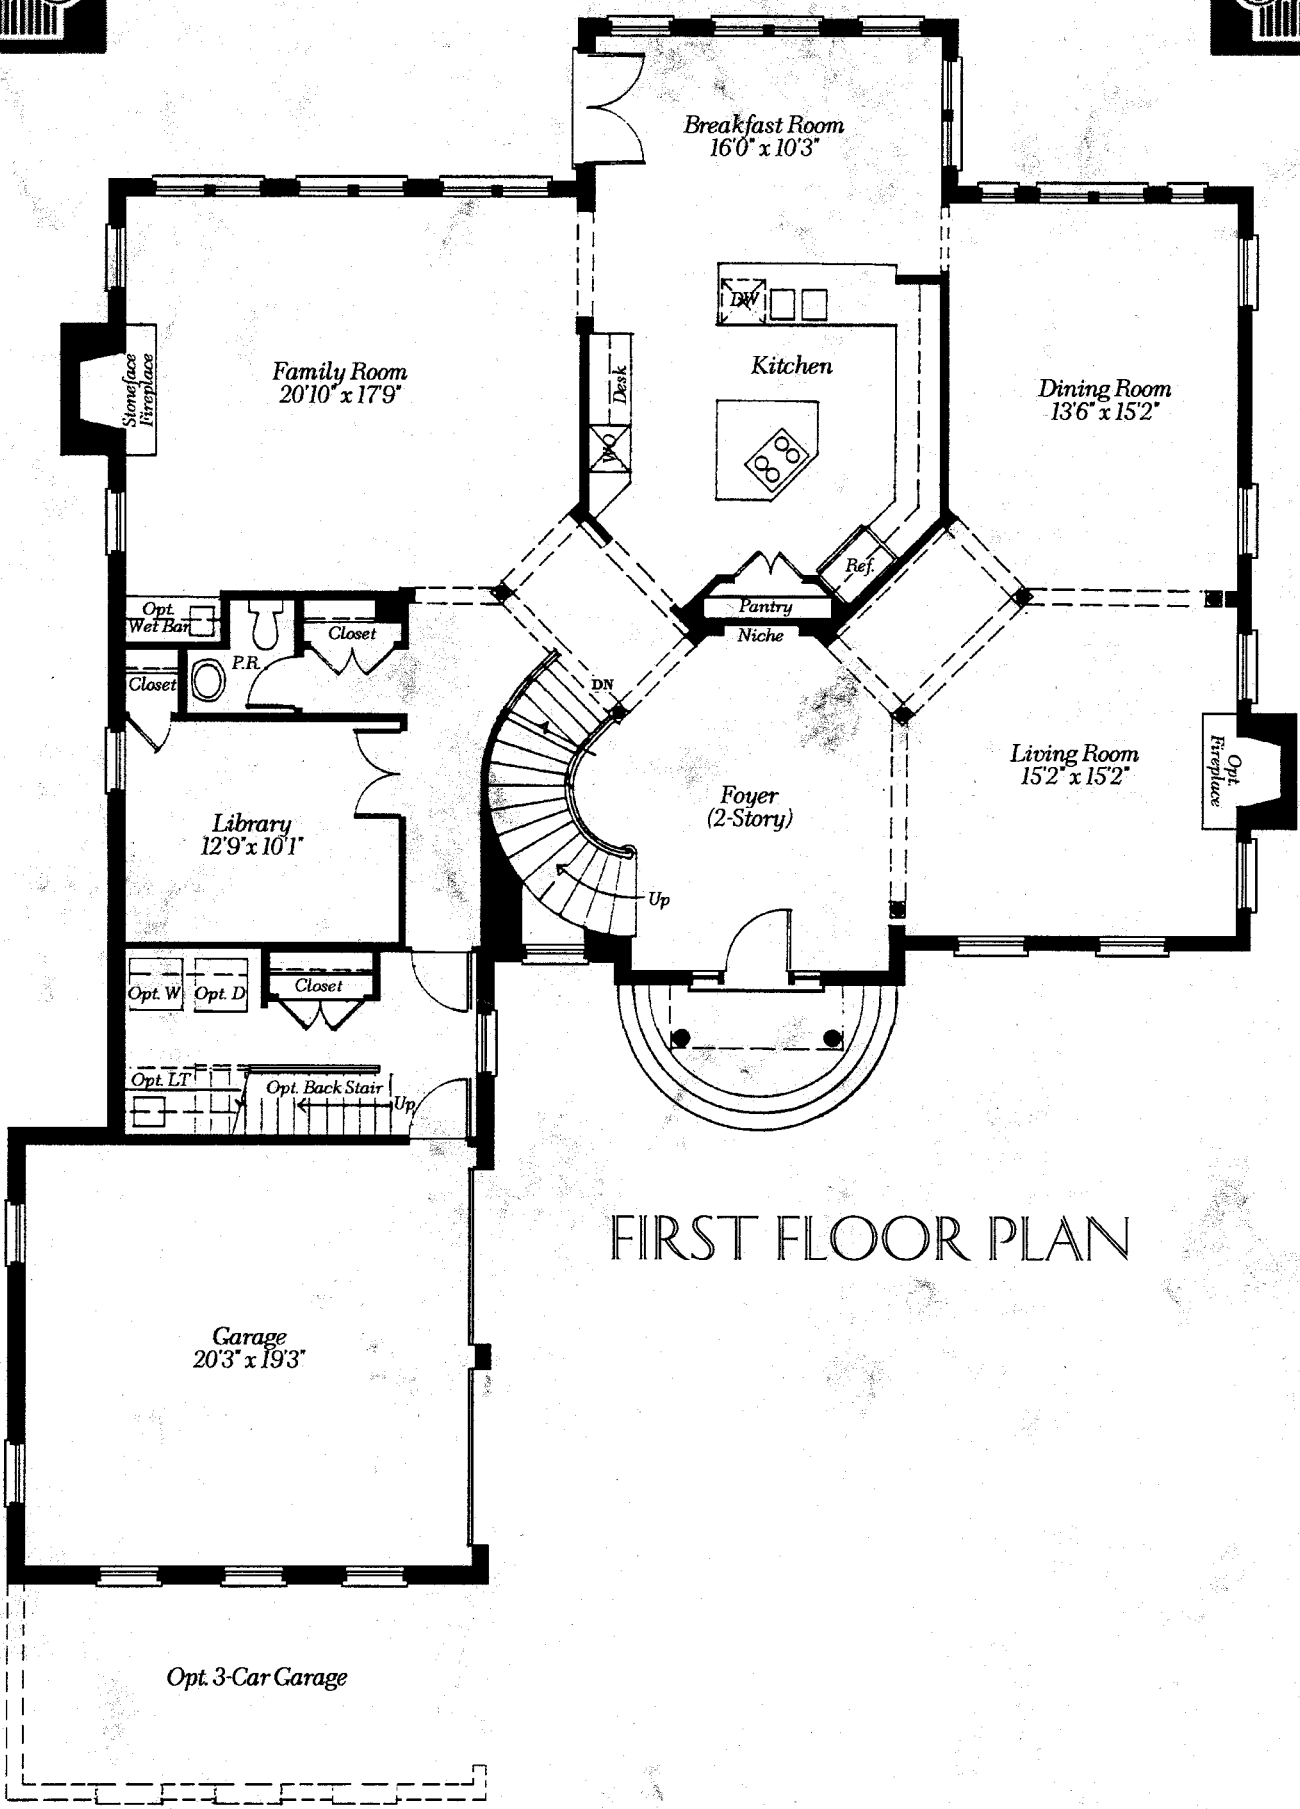 Breakfast Room
16'0" x 10'3"
Family Room
20'10" x 17'9"
Stoneface
Fireplace
Desk
WO
DW
Kitchen
Dining Room
13'6" x 15'2"
Ref.
Pantry
Niche
Opt.
Wet Bar
P.R.
Closet
Closet
DN
Living Room
15'2" x 15'2"
Opt.
Fireplace
Foyer
(2-Story)
Library
12'9" x 10'1"
Up
Opt. W
Opt. D
Closet
Opt. LT
Opt. Back Stair
Up
FIRST FLOOR PLAN
Garage
20'3" x 19'3"
Opt. 3-Car Garage